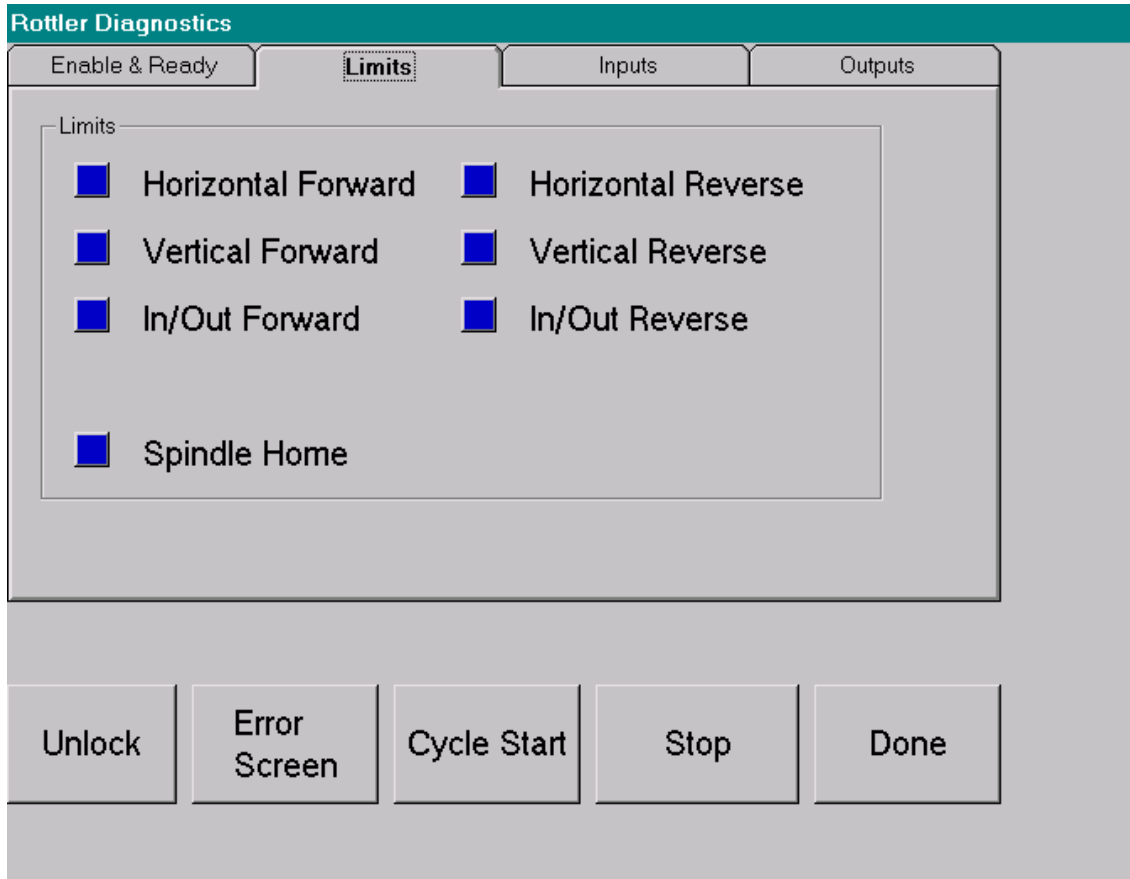 Rottler Diagnostics
Enable & Ready
Limits
Inputs
Outputs
Limits
Horizontal Forward
Horizontal Reverse
Vertical Forward
Vertical Reverse
In/Out Forward
In/Out Reverse
Spindle Home
Unlock
Error
Screen
Cycle Start
Stop
Done